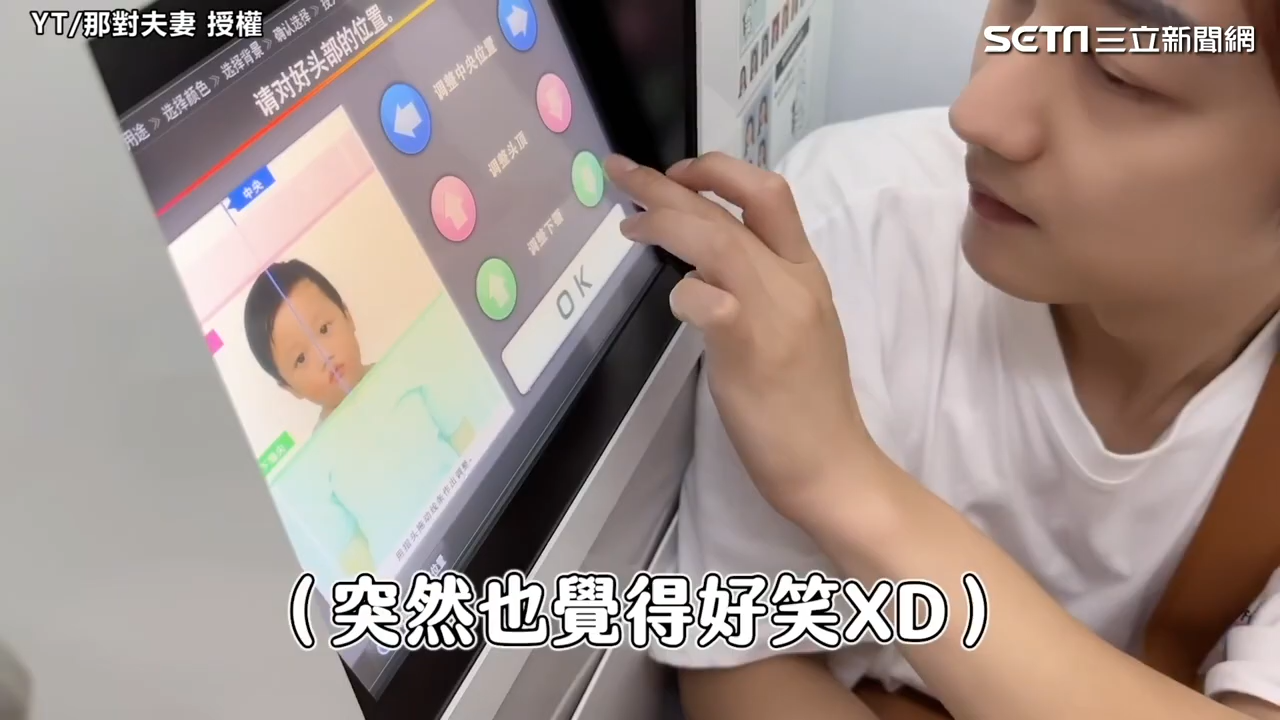 YT/那對夫妻 授權
SETN三立新聞網
用途 》 选择颜色 》 选择背景 》 确认选择 》
请对好头部的位置。
调整中央位置
调整头顶
调整下巴
OK
中央
(突然也覺得好笑XD)